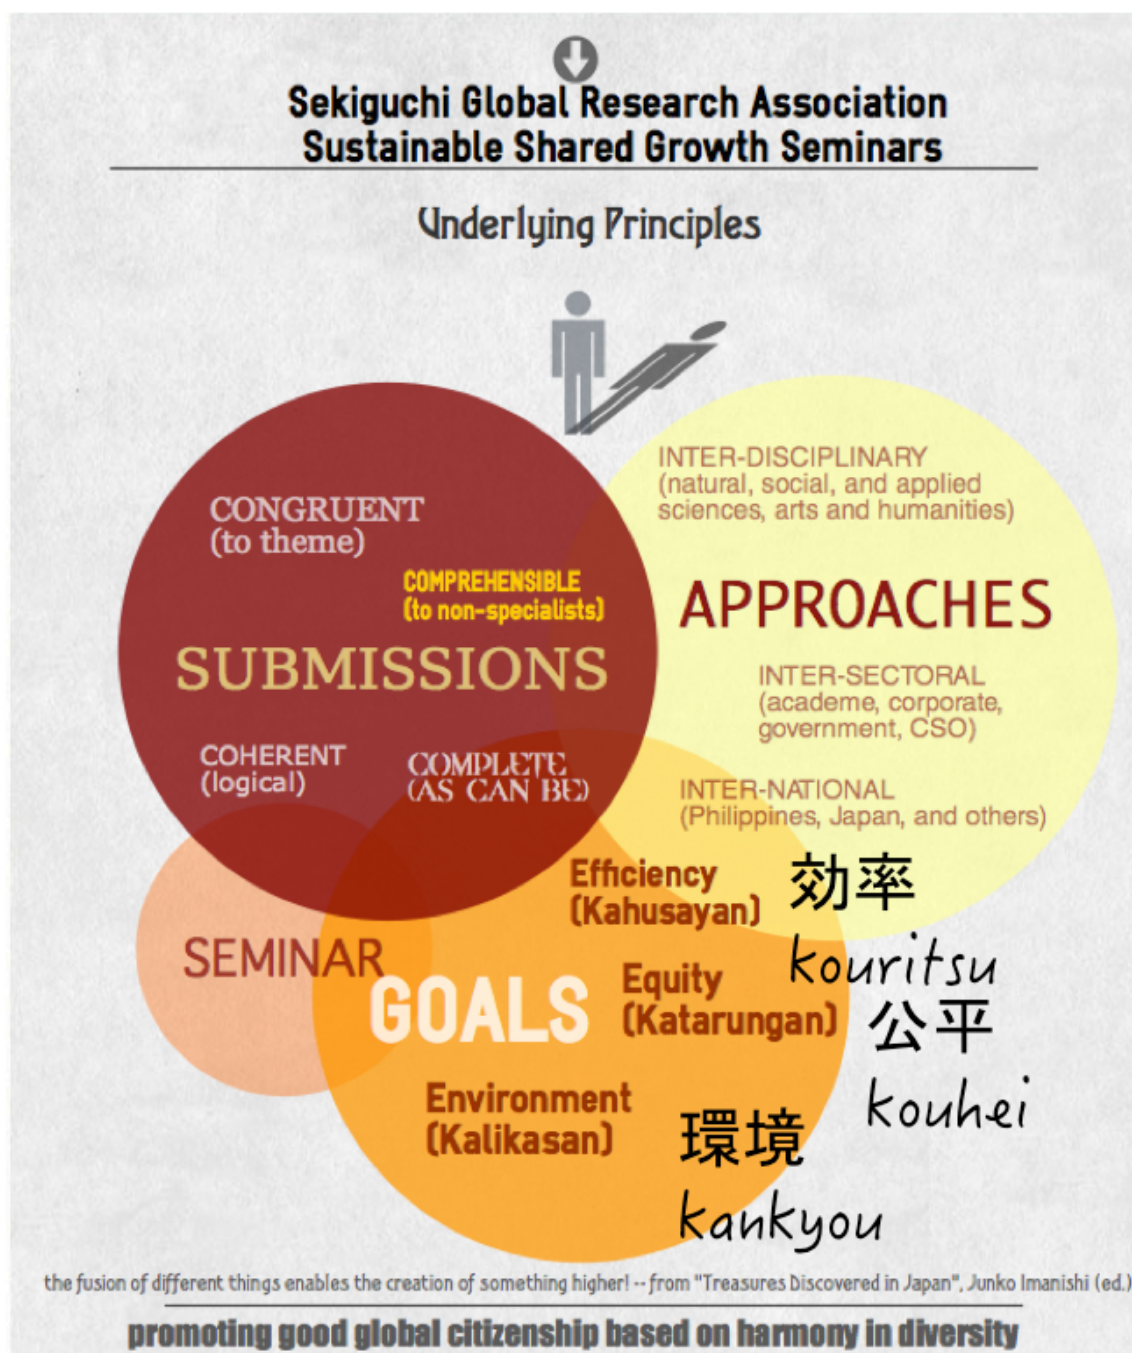 Sekiguchi Global Research Association
Sustainable Shared Growth Seminars
Underlying Principles
INTER-DISCIPLINARY
(natural, social, and applied
sciences, arts and humanities)
CONGRUENT
(to theme)
COMPREHENSIBLE
(to non-specialists)
APPROACHES
SUBMISSIONS
INTER-SECTORAL
(academe, corporate,
government, CSO)
COHERENT
(logical)
COMPLETE
(AS CAN BE)
INTER-NATIONAL
(Philippines, Japan, and others)
Efficiency
(Kahusayan)
効率
kouritsu
SEMINAR
GOALS
Equity
(Katarungan)
公平
kouhei
Environment
(Kalikasan)
環境
kankyou
the fusion of different things enables the creation of something higher! -- from "Treasures Discovered in Japan", Junko Imanishi (ed.)
promoting good global citizenship based on harmony in diversity